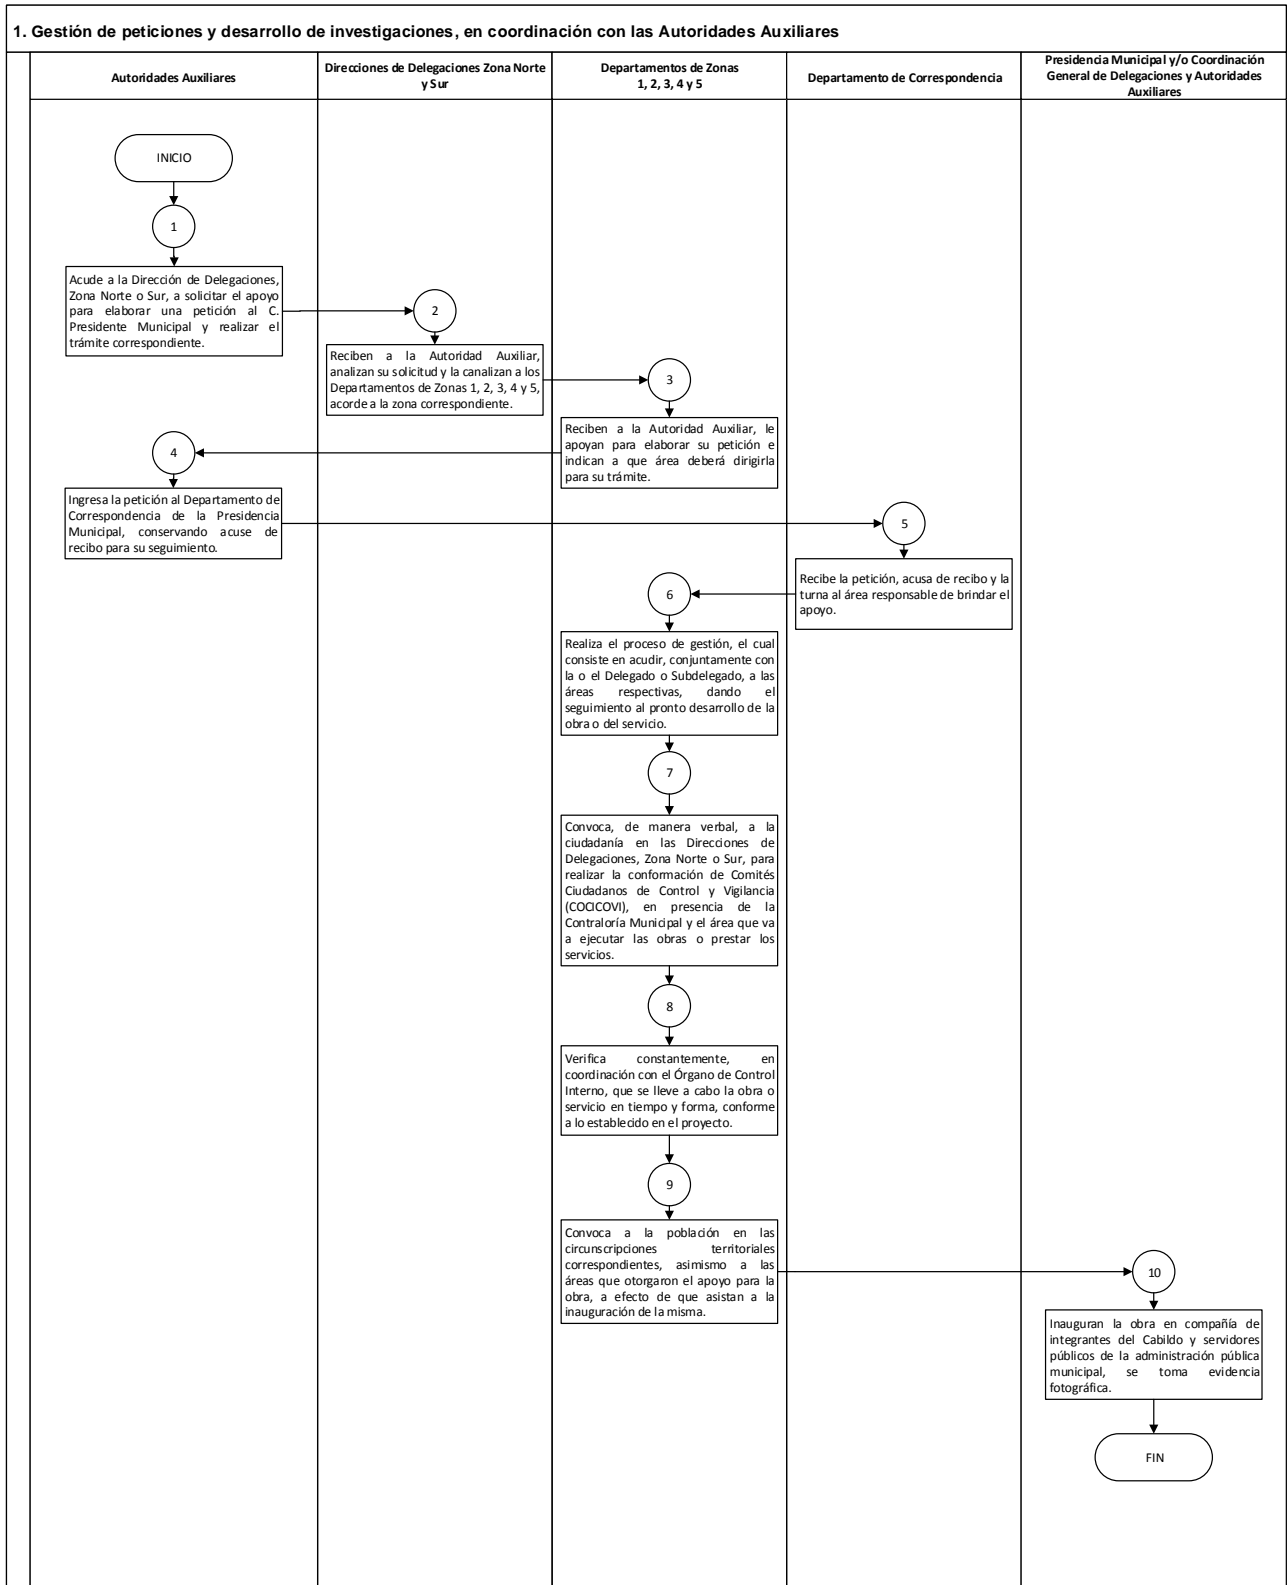 1. Gestión de peticiones y desarrollo de investigaciones, en coordinación con las Autoridades Auxiliares
Autoridades Auxiliares
Direcciones de Delegaciones Zona Norte
y Sur
Departamentos de Zonas
1, 2, 3, 4 y 5
Departamento de Correspondencia
Presidencia Municipal y/o Coordinación
General de Delegaciones y Autoridades
Auxiliares
INICIO
1
Acude a la Dirección de Delegaciones,
Zona Norte o Sur, a solicitar el apoyo
para elaborar una petición al C.
Presidente Municipal y realizar el
trámite correspondiente.
2
Reciben a la Autoridad Auxiliar,
analizan su solicitud y la canalizan a los
Departamentos de Zonas 1, 2, 3, 4 y 5,
acorde a la zona correspondiente.
3
Reciben a la Autoridad Auxiliar, le
apoyan para elaborar su petición e
indican a que área deberá dirigirla
para su trámite.
4
Ingresa la petición al Departamento de
Correspondencia de la Presidencia
Municipal, conservando acuse de
recibo para su seguimiento.
5
Recibe la petición, acusa de recibo y la
turna al área responsable de brindar el
apoyo.
6
Realiza el proceso de gestión, el cual
consiste en acudir, conjuntamente con
la o el Delegado o Subdelegado, a las
áreas respectivas, dando el
seguimiento al pronto desarrollo de la
obra o del servicio.
7
Convoca, de manera verbal, a la
ciudadanía en las Direcciones de
Delegaciones, Zona Norte o Sur, para
realizar la conformación de Comités
Ciudadanos de Control y Vigilancia
(COCICOVI), en presencia de la
Contraloría Municipal y el área que va
a ejecutar las obras o prestar los
servicios.
8
Verifica constantemente, en
coordinación con el Órgano de Control
Interno, que se lleve a cabo la obra o
servicio en tiempo y forma, conforme
a lo establecido en el proyecto.
9
Convoca a la población en las
circunscripciones territoriales
correspondientes, asimismo a las
áreas que otorgaron el apoyo para la
obra, a efecto de que asistan a la
inauguración de la misma.
10
Inauguran la obra en compañía de
integrantes del Cabildo y servidores
públicos de la administración pública
municipal, se toma evidencia
fotográfica.
FIN